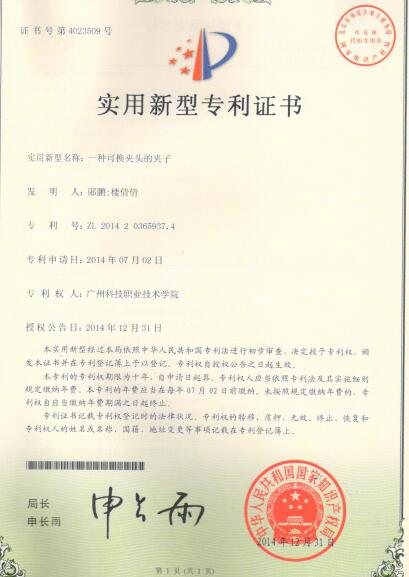 证书号第4023509号
实用新型专利证书
实用新型名称：一种可换夹头的夹子
发 明 人：郧鹏;楼倩倩
专 利 号：ZL 2014 2 0365937.4
专利申请日：2014年07月02日
专 利 权 人：广州科技职业技术学院
授权公告日：2014年12月31日
本实用新型经过本局依照中华人民共和国专利法进行初步审查，决定授予专利权，颁
发本证书并在专利登记簿上予以登记。专利权自授权公告之日起生效。
本专利的专利权期限为十年，自申请日起算。专利权人应当依照专利法及其实施细则
规定缴纳年费。本专利的年费应当在每年07月02日前缴纳。未按照规定缴纳年费的，专利
权自应当缴纳年费期满之日起终止。
专利证书记载专利权登记时的法律状况。专利权的转移、质押、无效、终止、恢复和
专利权人的姓名或名称、国籍、地址变更等事项记载在专利登记簿上。
局长
申长雨
申长雨
中华人民共和国国家知识产权局
2014年12月31日
第1页(共1页)